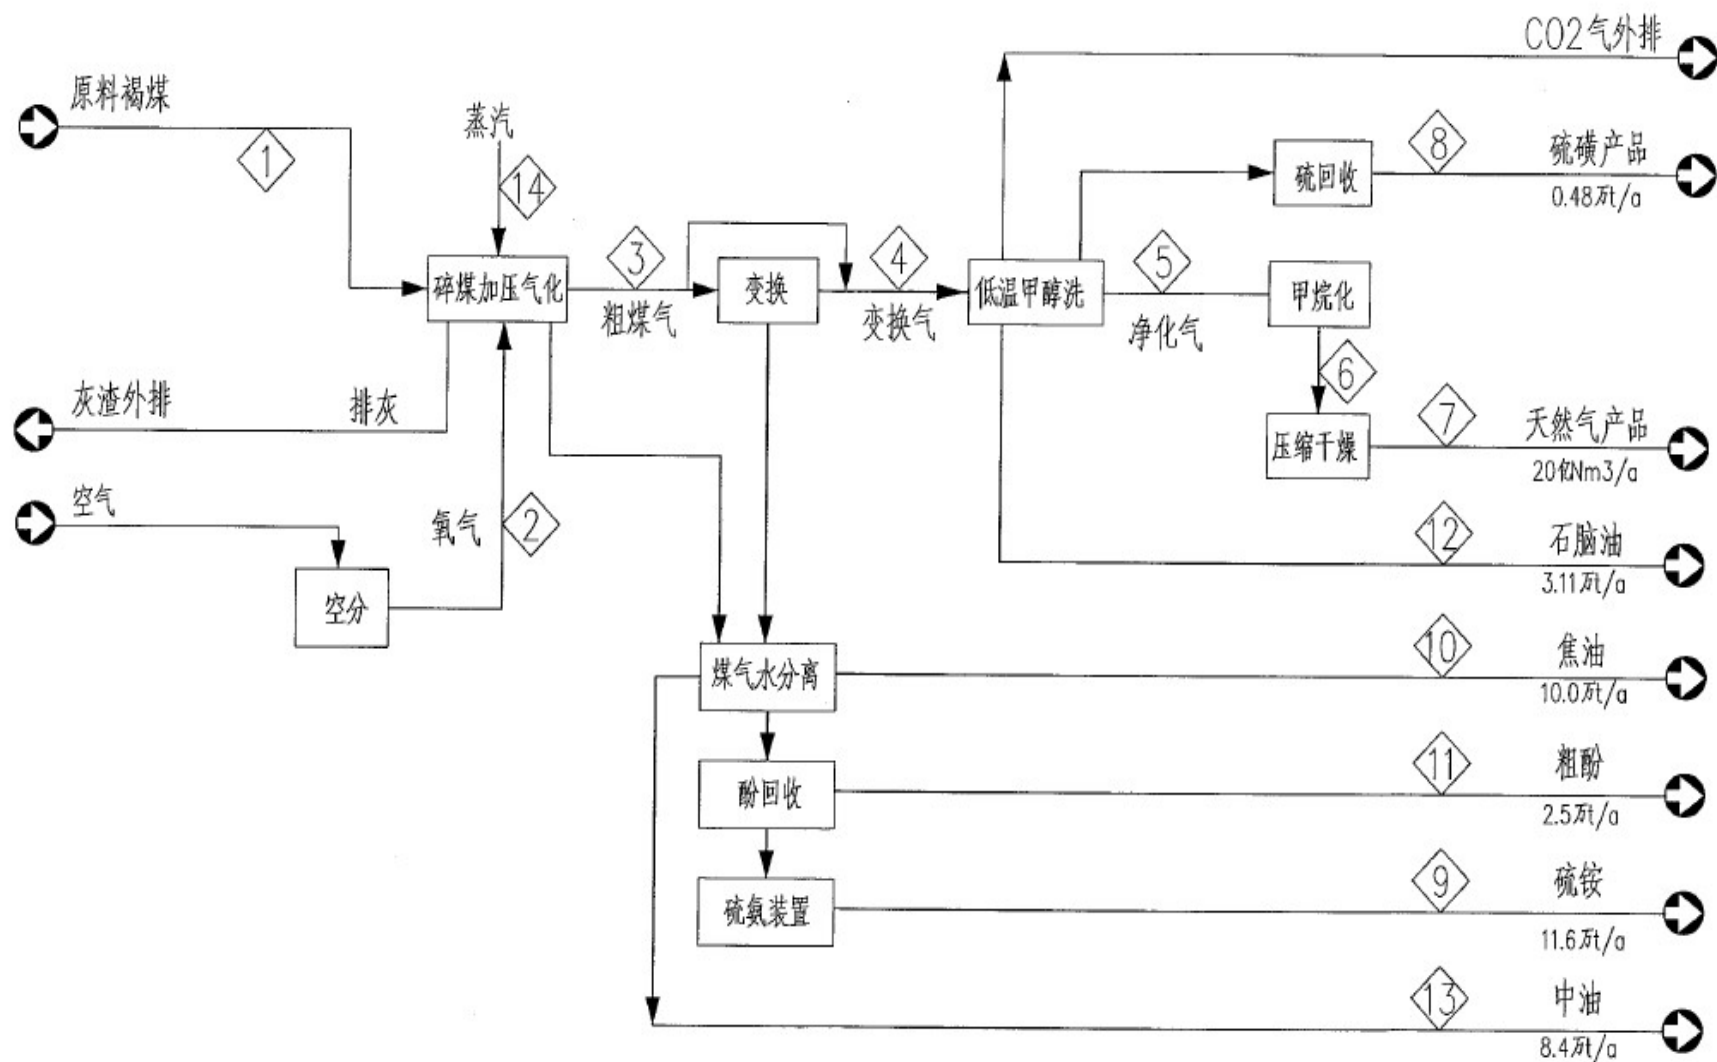 CO2气外排
原料褐煤
1
蒸汽
14
8
硫磺产品
硫回收
0.48万t/a
碎煤加压气化
3
粗煤气
变换
4
变换气
低温甲醇洗
5
净化气
甲烷化
6
灰渣外排
排灰
7
天然气产品
压缩干燥
20亿Nm3/a
空气
氧气
2
空分
12
石脑油
3.11万t/a
煤气水分离
10
焦油
10.0万t/a
酚回收
11
粗酚
2.5万t/a
硫氨装置
9
硫铵
11.6万t/a
13
中油
8.4万t/a